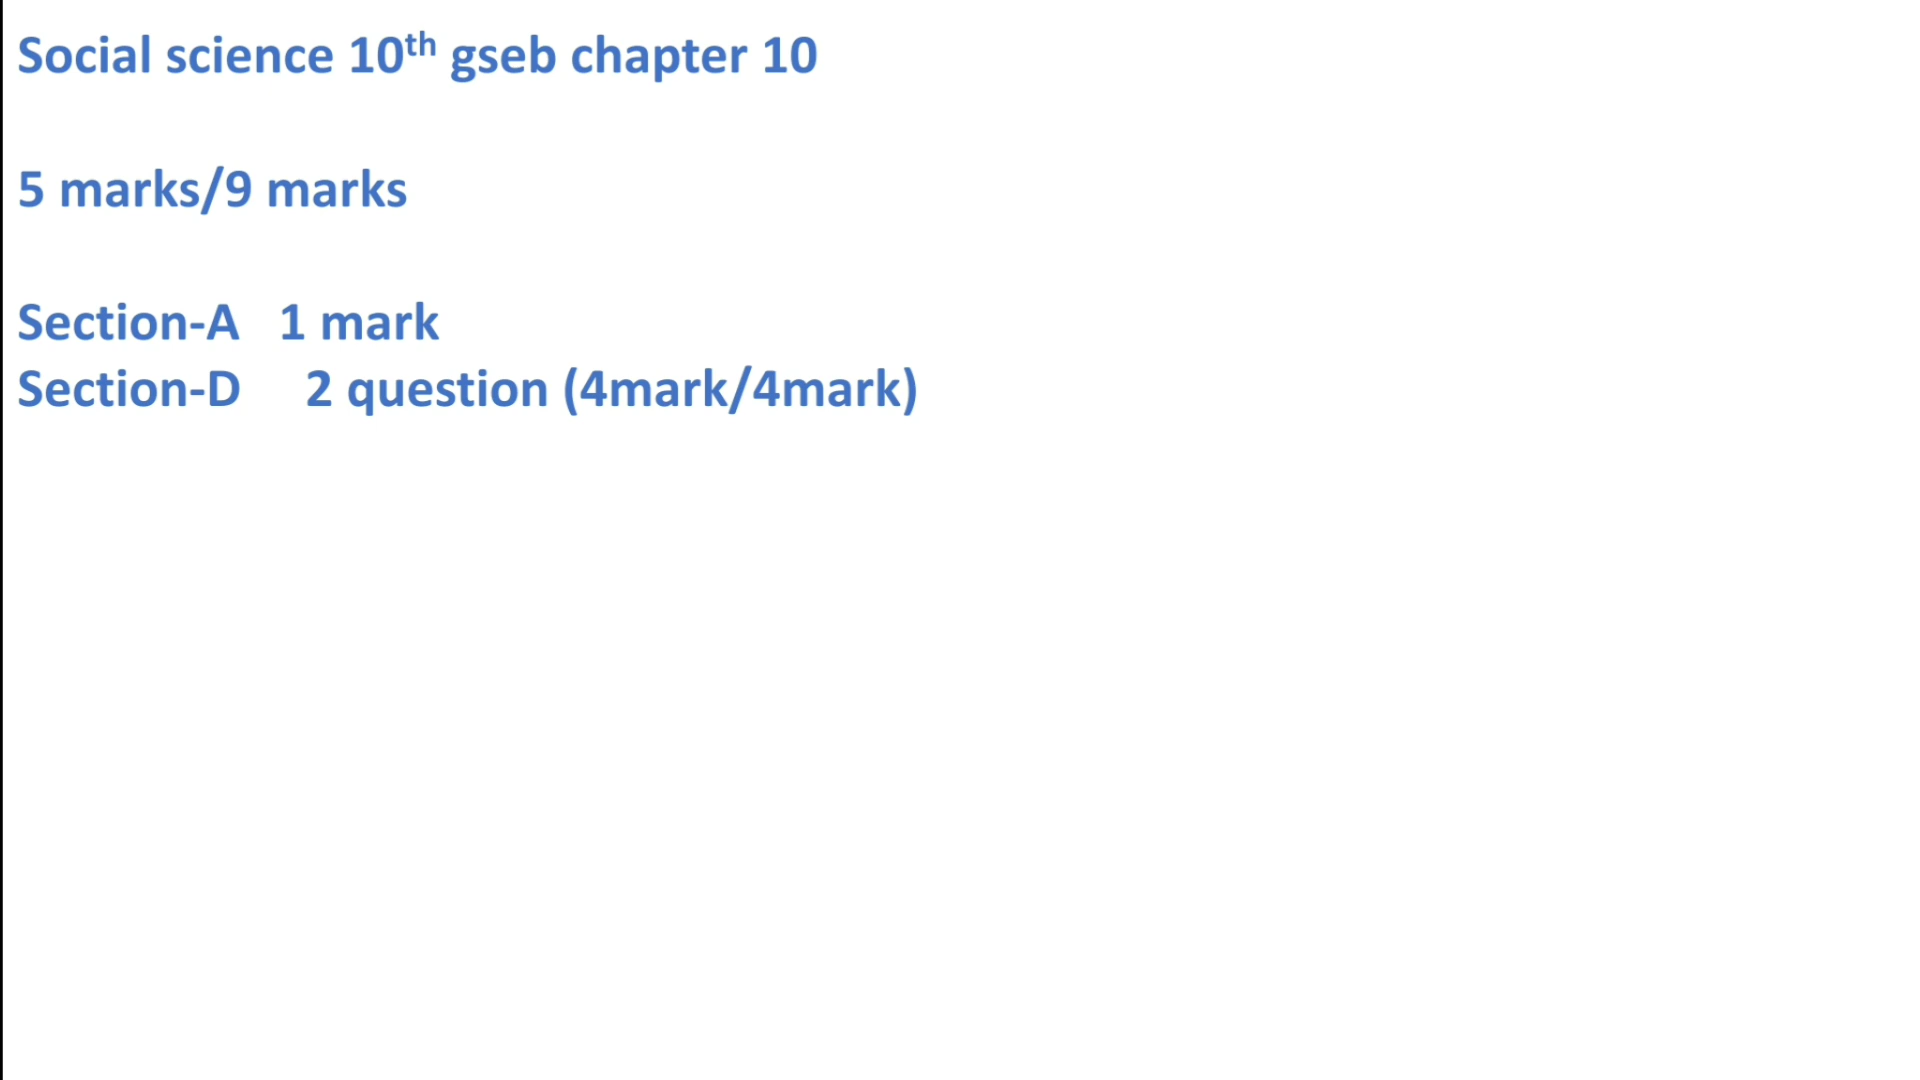 Social science 10th gseb chapter 10
5 marks/9 marks
Section-A 1 mark
Section-D 2 question (4mark/4mark)